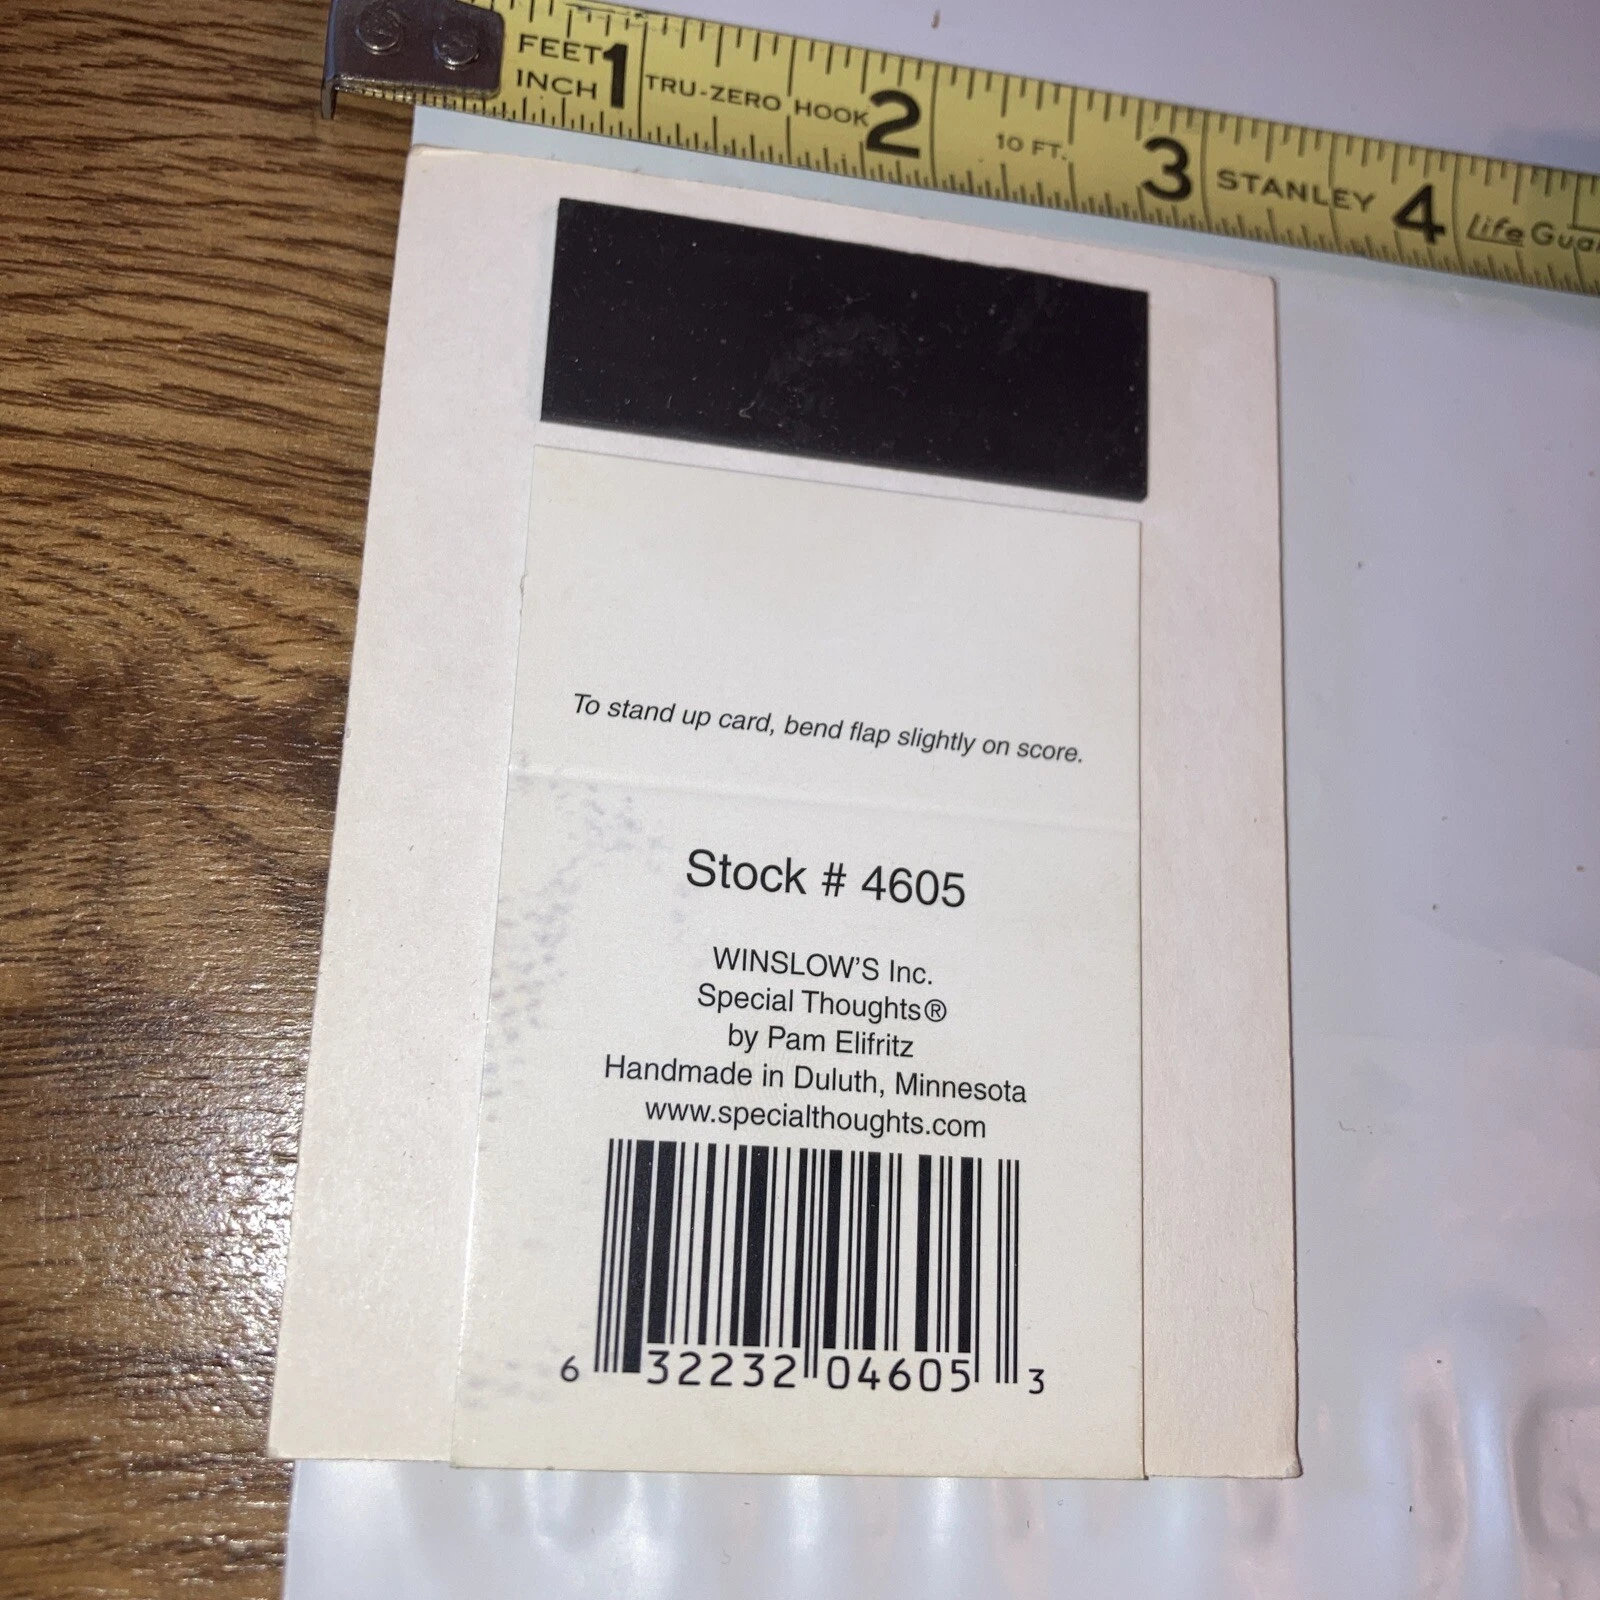 FEET 1 TRU-ZERO HOOK 2 10 FT. 3 STANLEY 4 Life
INCH
To stand up card, bend flap slightly on score.
Stock # 4605
WINSLOW'S Inc.
Special Thoughts®
by Pam Elifritz
Handmade in Duluth, Minnesota
www.specialthoughts.com
6 32232 04605 3